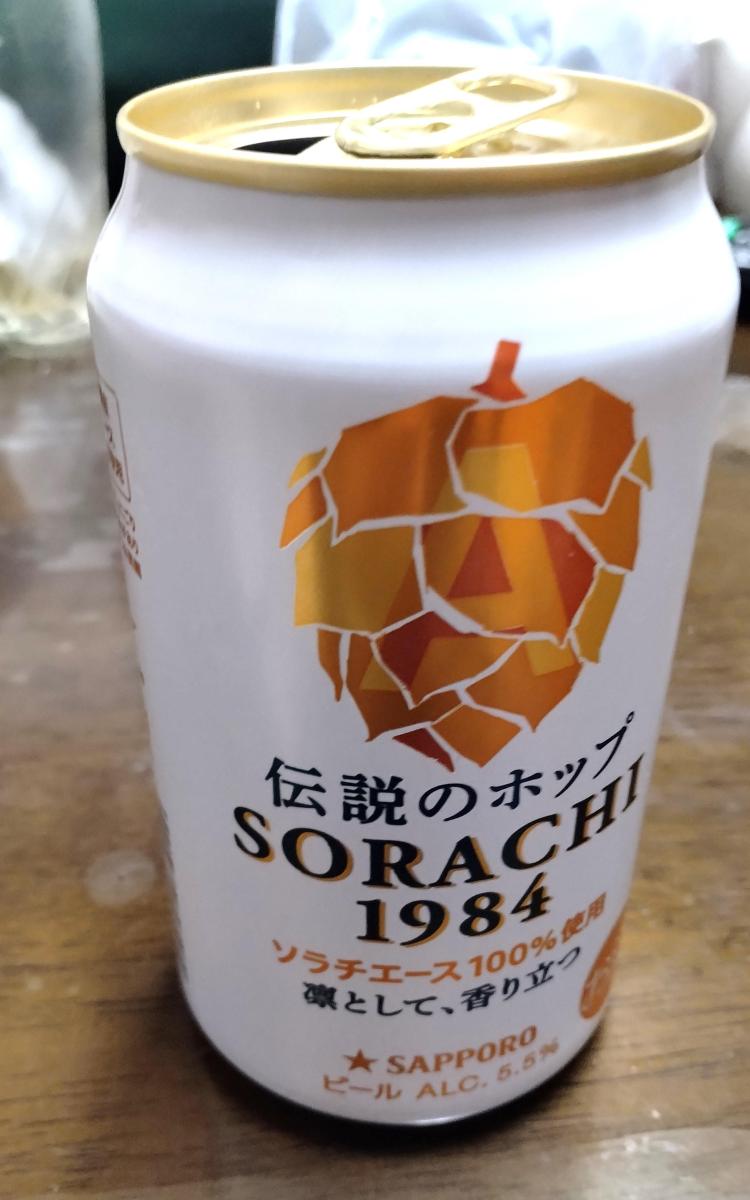 伝説のホップ
SORACHI
1984
ソラチエース100%使用
凛として、香り立つ
★ SAPPORO
ビール ALC. 5.5%